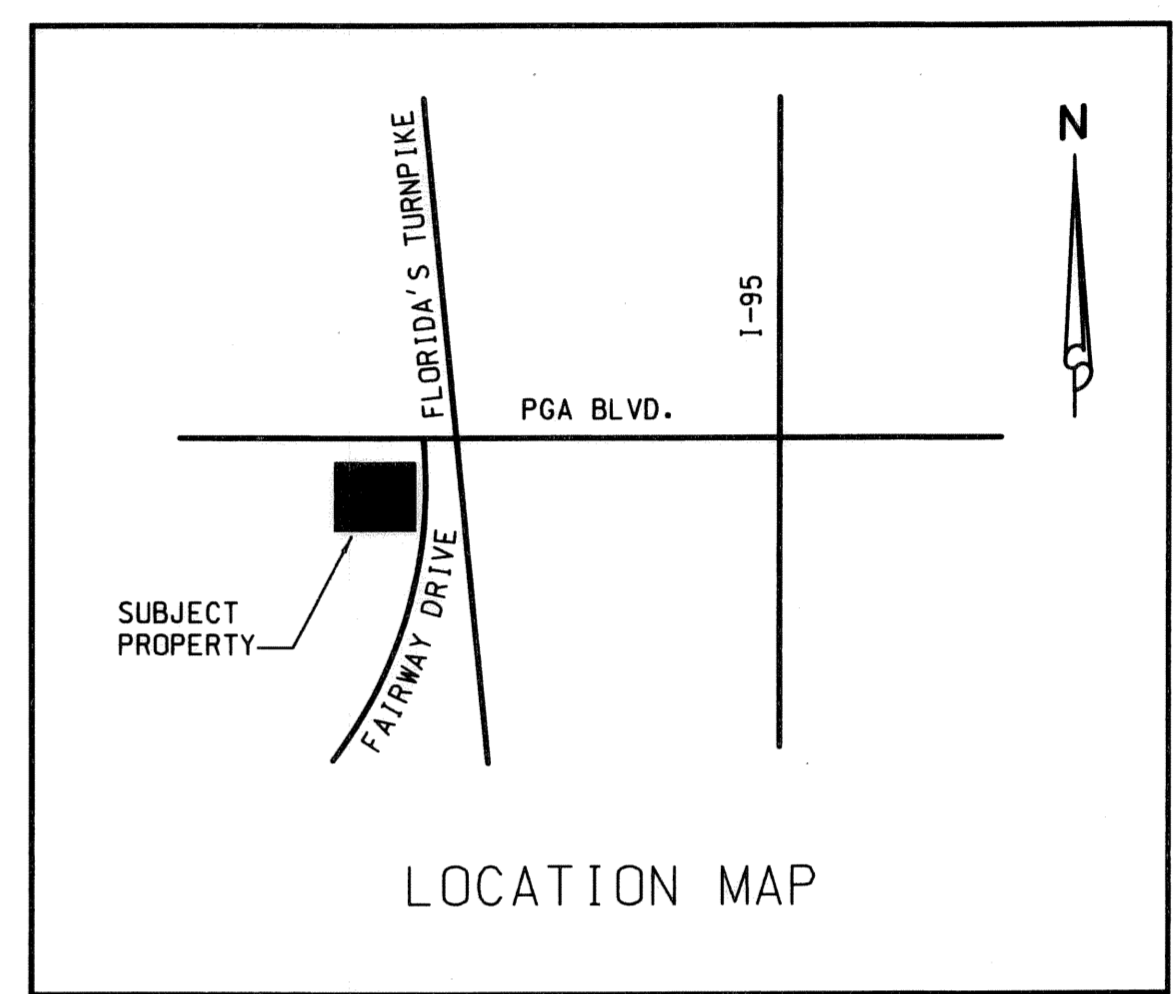 N
FLORIDA'S TURNPIKE
I-95
PGA BLVD.
SUBJECT
PROPERTY
FAIRWAY DRIVE
LOCATION MAP